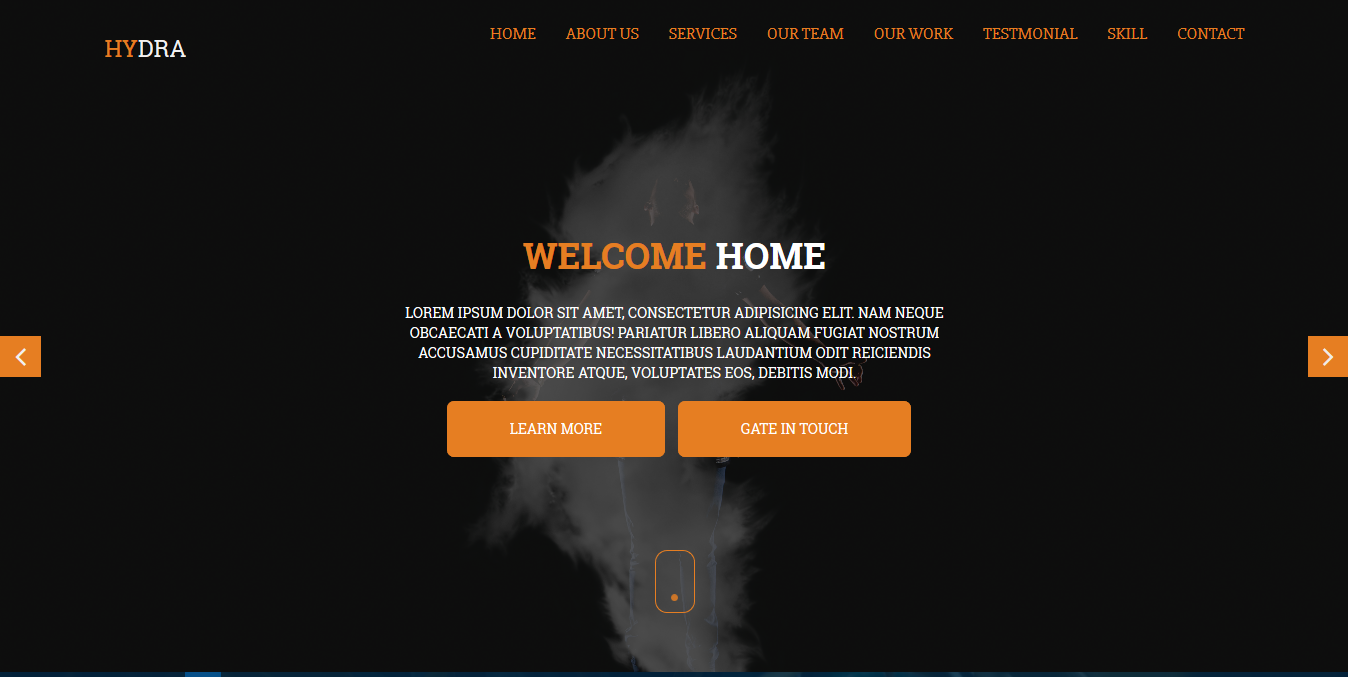 HYDRA
HOME ABOUT US SERVICES OUR TEAM OUR WORK TESTMONIAL SKILL CONTACT
WELCOME HOME
LOREM IPSUM DOLOR SIT AMET, CONSECTETUR ADIPISICING ELIT. NAM NEQUE
OBCAECATI A VOLUPTATIBUS! PARIATUR LIBERO ALIQUAM FUGIAT NOSTRUM
ACCUSAMUS CUPIDITATE NECESSITATIBUS LAUDANTIUM ODIT REICIENDIS
INVENTORE ATQUE, VOLUPTATES EOS, DEBITIS MODI.
LEARN MORE
GATE IN TOUCH